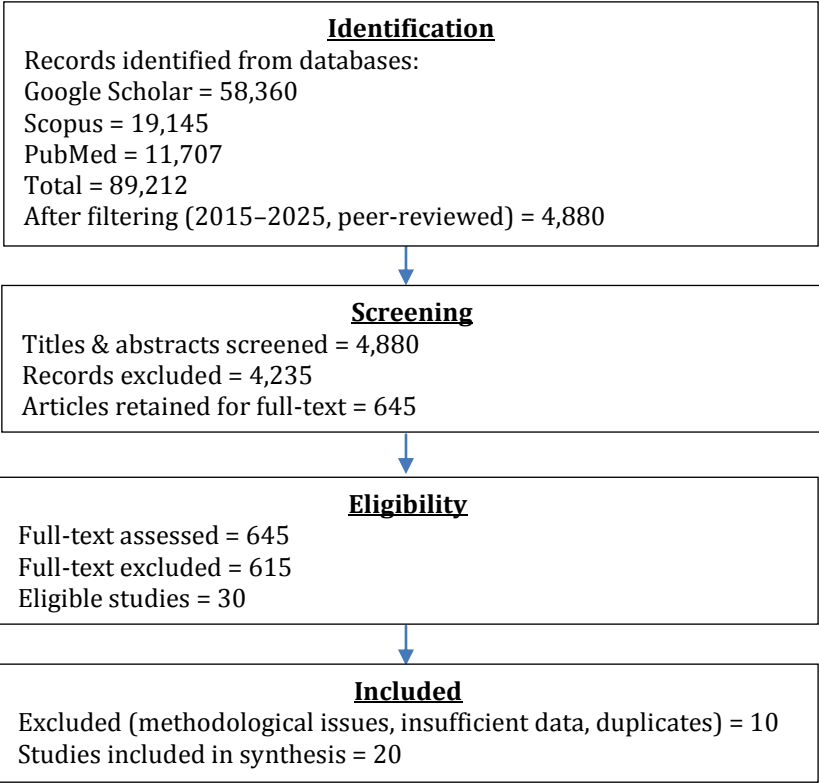 Identification
Records identified from databases:
Google Scholar = 58,360
Scopus = 19,145
PubMed = 11,707
Total = 89,212
After filtering (2015–2025, peer-reviewed) = 4,880
Screening
Titles & abstracts screened = 4,880
Records excluded = 4,235
Articles retained for full-text = 645
Eligibility
Full-text assessed = 645
Full-text excluded = 615
Eligible studies = 30
Included
Excluded (methodological issues, insufficient data, duplicates) = 10
Studies included in synthesis = 20